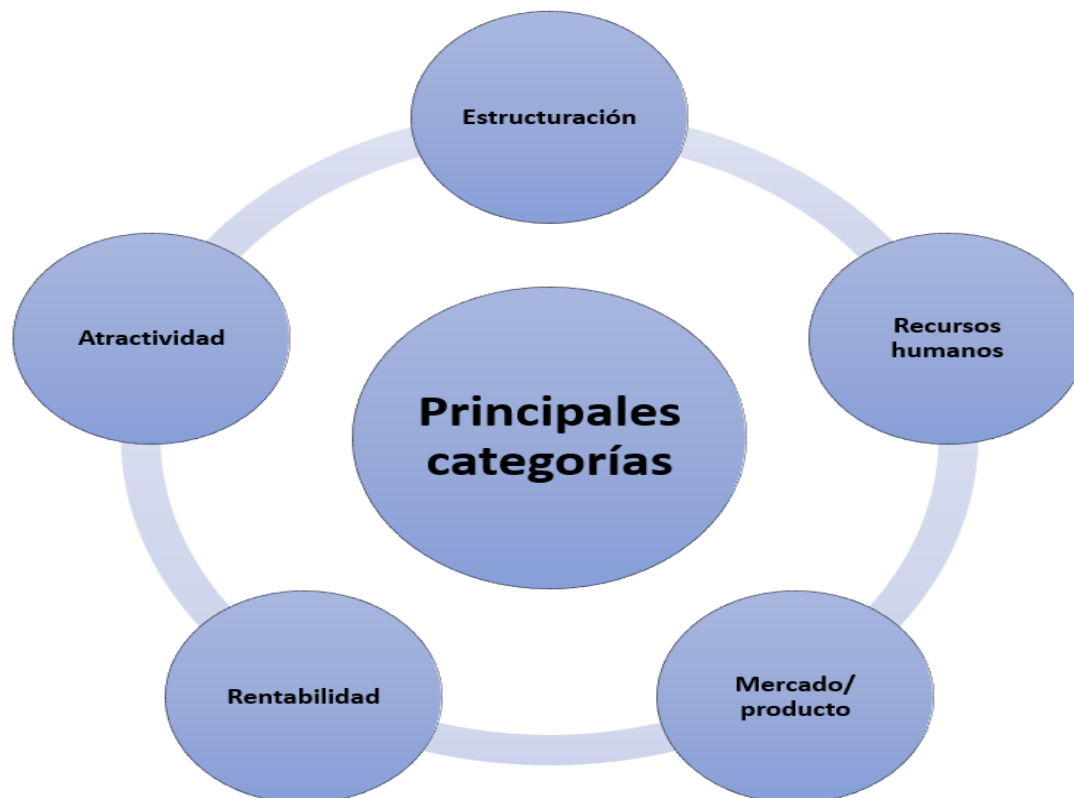 Estructuración
Atractividad
Recursos
humanos
Principales
categorías
Rentabilidad
Mercado/
producto